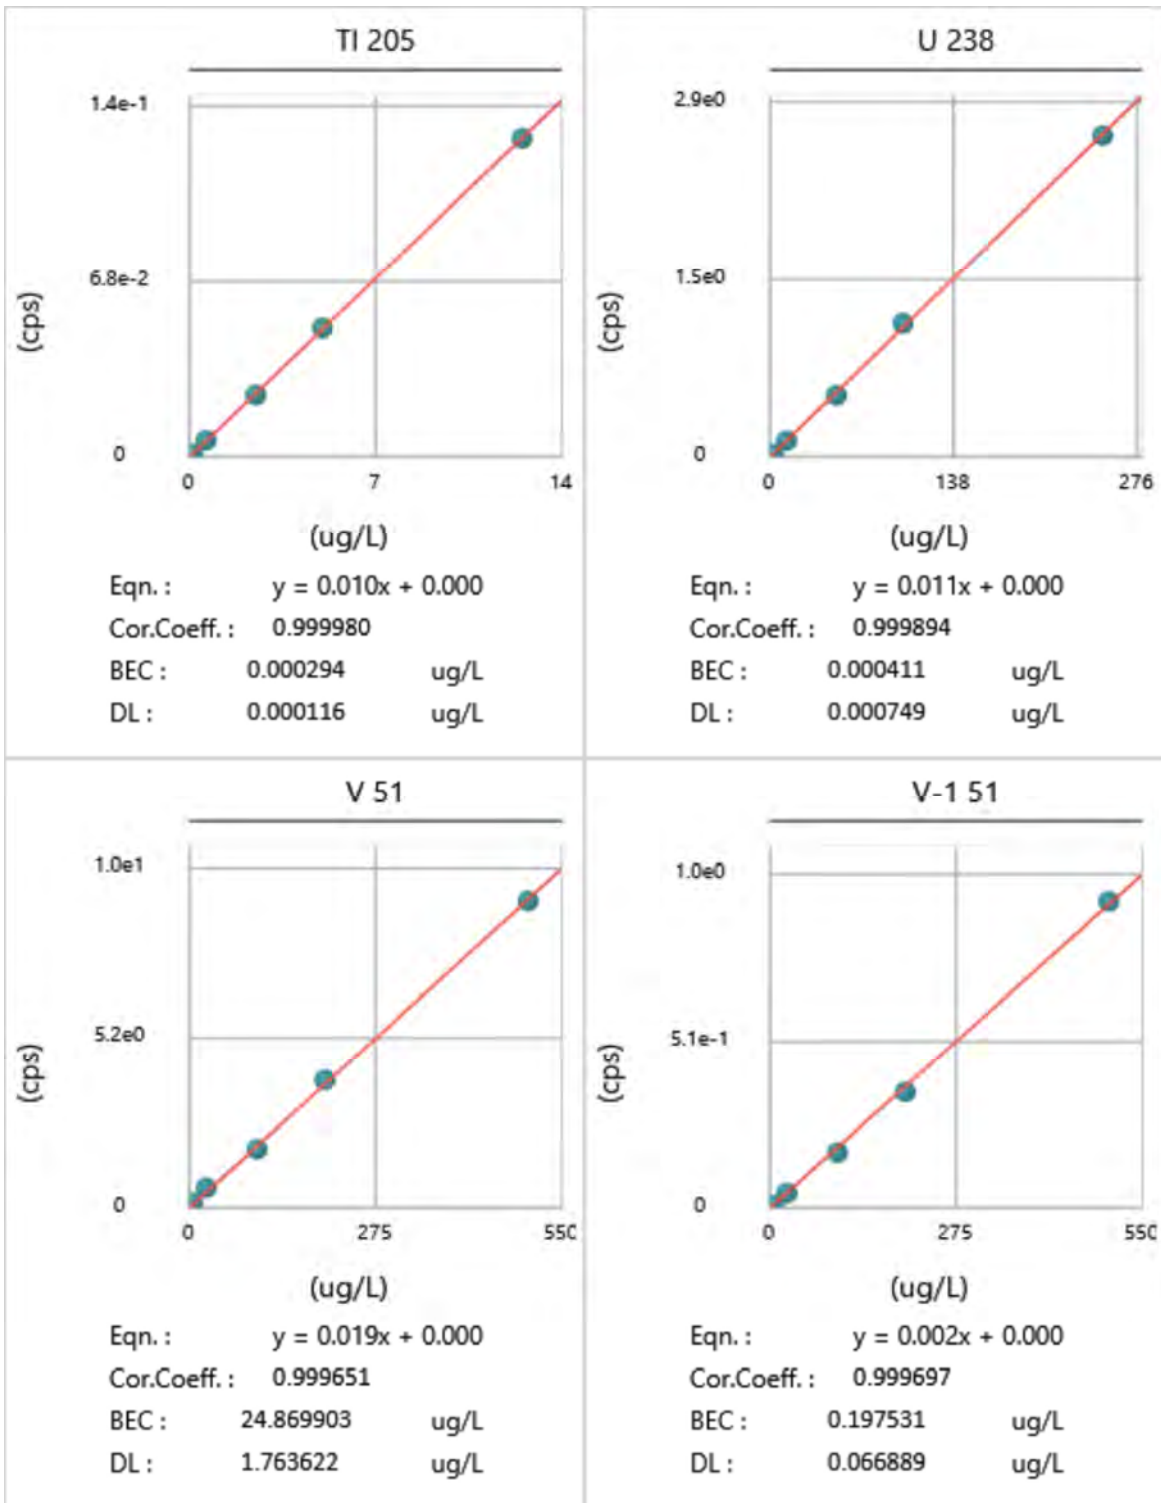 Tl 205
1.4e-1
6.8e-2
0
(cps)
0 7 14
(ug/L)
Eqn. : y = 0.010x + 0.000
Cor.Coeff. : 0.999980
BEC : 0.000294 ug/L
DL : 0.000116 ug/L
U 238
2.9e0
1.5e0
0
(cps)
0 138 276
(ug/L)
Eqn. : y = 0.011x + 0.000
Cor.Coeff. : 0.999894
BEC : 0.000411 ug/L
DL : 0.000749 ug/L
V 51
1.0e1
5.2e0
0
(cps)
0 275 550
(ug/L)
Eqn. : y = 0.019x + 0.000
Cor.Coeff. : 0.999651
BEC : 24.869903 ug/L
DL : 1.763622 ug/L
V-1 51
1.0e0
5.1e-1
0
(cps)
0 275 550
(ug/L)
Eqn. : y = 0.002x + 0.000
Cor.Coeff. : 0.999697
BEC : 0.197531 ug/L
DL : 0.066889 ug/L